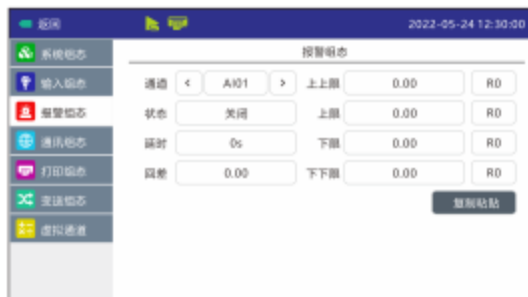 返回 2022-05-24 12:30:00
系统组态
输入组态
报警组态
通讯组态
打印组态
变送组态
虚拟通道
报警组态
通道 < AI01 > 上上限 0.00 R0
状态 关闭 上限 0.00 R0
延时 0s 下限 0.00 R0
回差 0.00 下下限 0.00 R0
复制粘贴